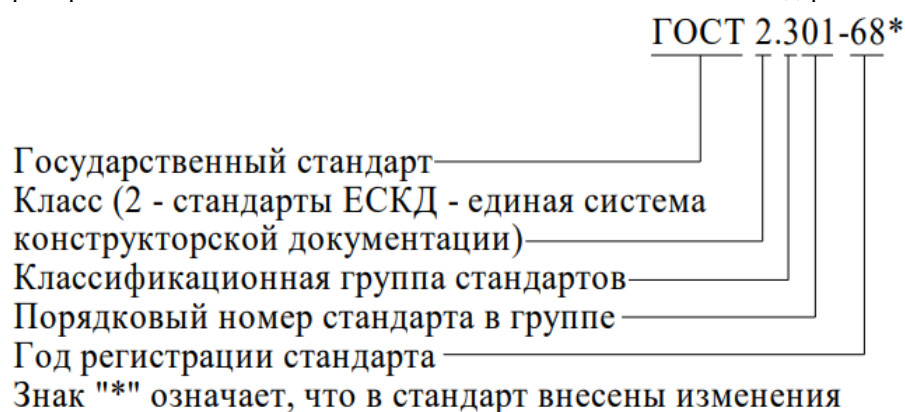 ГОСТ 2.301-68*
Государственный стандарт
Класс (2 - стандарты ЕСКД - единая система
конструкторской документации)
Классификационная группа стандартов
Порядковый номер стандарта в группе
Год регистрации стандарта
Знак "*" означает, что в стандарт внесены изменения